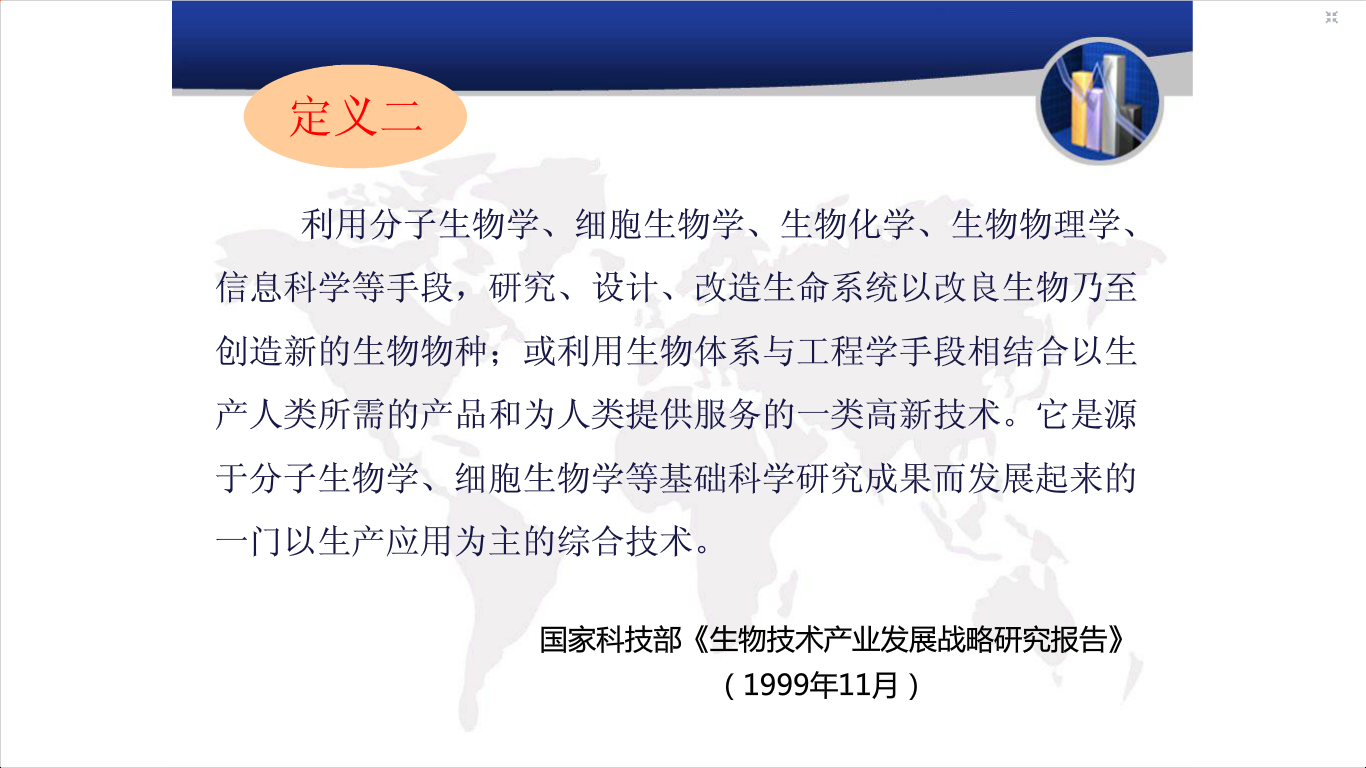 定义二
利用分子生物学、细胞生物学、生物化学、生物物理学、
信息科学等手段，研究、设计、改造生命系统以改良生物乃至
创造新的生物物种；或利用生物体系与工程学手段相结合以生
产人类所需的产品和为人类提供服务的一类高新技术。它是源
于分子生物学、细胞生物学等基础科学研究成果而发展起来的
一门以生产应用为主的综合技术。
国家科技部《生物技术产业发展战略研究报告》
（1999年11月）